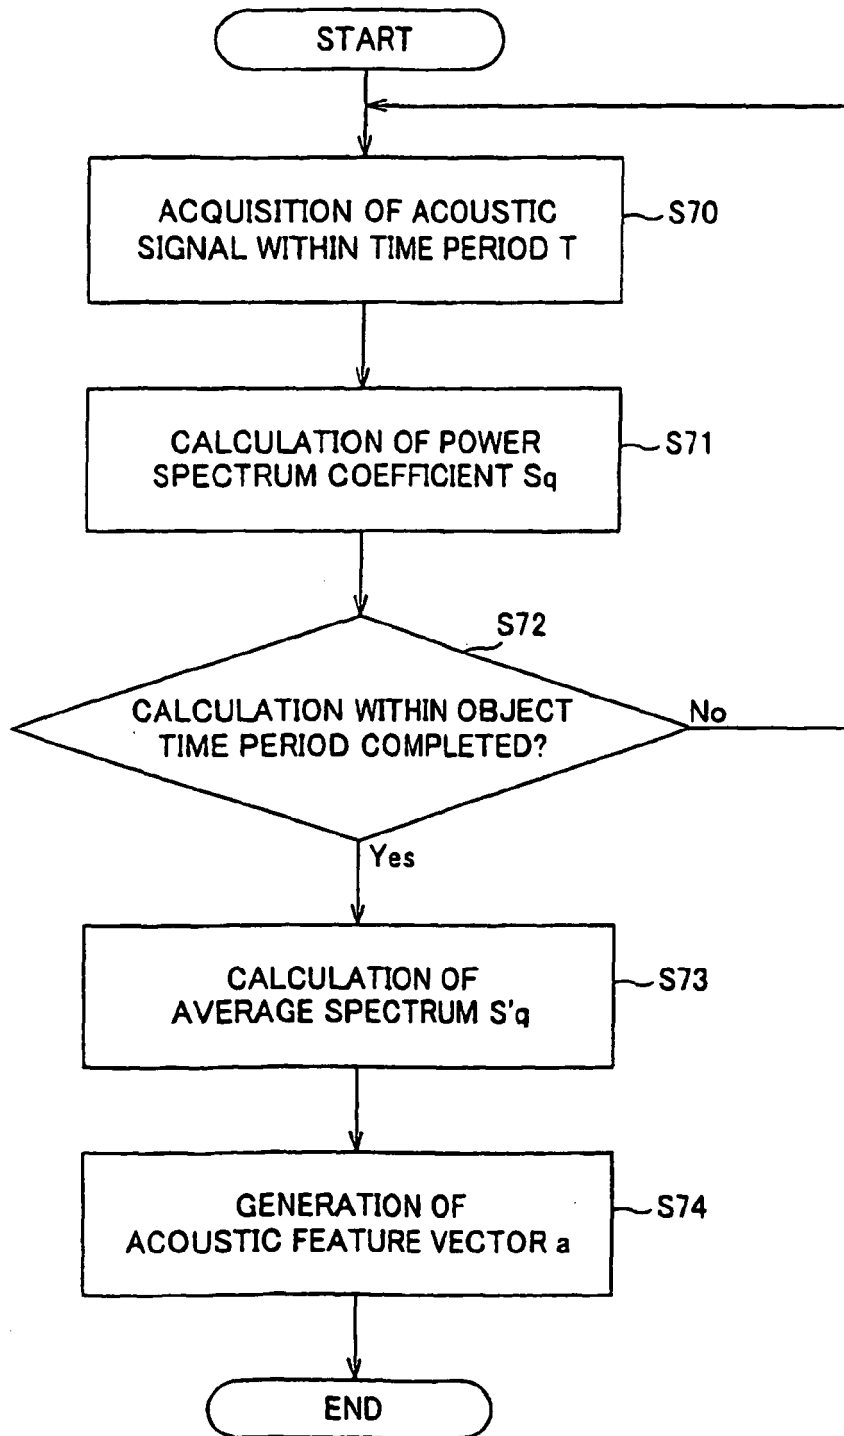 START
ACQUISITION OF ACOUSTIC
SIGNAL WITHIN TIME PERIOD T
S70
CALCULATION OF POWER
SPECTRUM COEFFICIENT Sq
S71
S72
CALCULATION WITHIN OBJECT
TIME PERIOD COMPLETED?
No
Yes
CALCULATION OF
AVERAGE SPECTRUM S'q
S73
GENERATION OF
ACOUSTIC FEATURE VECTOR a
S74
END